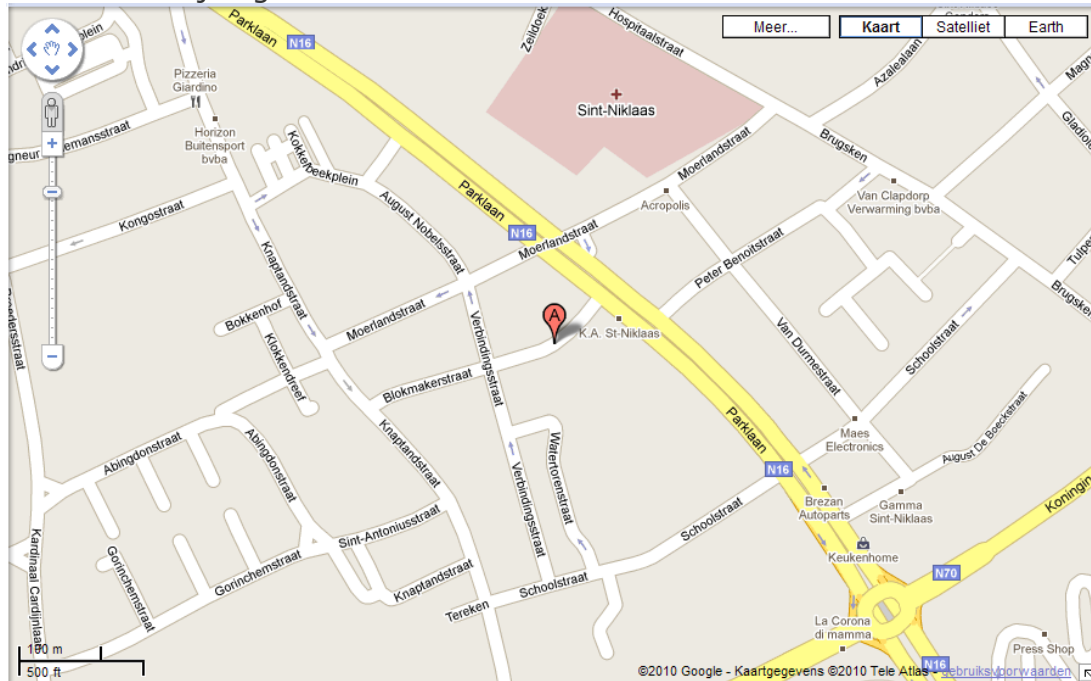 Meer...
Kaart
Satelliet
Earth
Parklaan
N16
Zeildoek
Hospitaalstraat
Azalealaan
Pizzeria
Giardino
Sint-Niklaas
Horizon
Buitensport
bvba
Kokkelbeekplein
Moerlandstraat
Brugsken
Parklaan
Acropolis
Van Clapdorp
Verwarming bvba
Kongostraat
August Nobelsstraat
N16
Moerlandstraat
Peter Benoitstraat
Knaptandstraat
Bokkenhof
Moerlandstraat
A
K.A. St-Niklaas
Brugsken
Klokkendreef
Verbindingsstraat
Van Durmestraat
Schoolstraat
Blokmakerstraat
Parklaan
Abingdonstraat
Abingdonstraat
Knaptandstraat
Watertorenstraat
Maes
Electronics
August De Boeckstraat
N16
Verbindingsstraat
Brezan
Autoparts
Gamma
Sint-Niklaas
Sint-Antoniusstraat
Schoolstraat
Keukenhome
Kardinaal Cardijnlaan
Gorinchemstraat
Gorinchemstraat
Knaptandstraat
Schoolstraat
N70
Tereken
La Corona
di mamma
Press Shop
100 m
500 ft
N16
©2010 Google - Kaartgegevens ©2010 Tele Atlas - gebruiksvoorwaarden